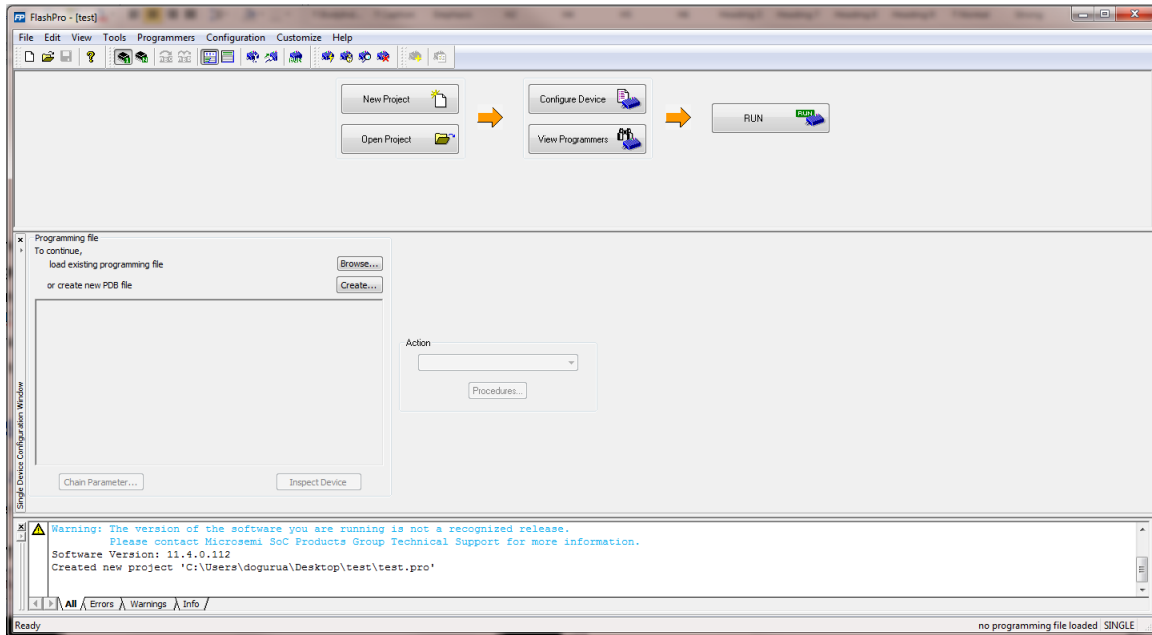 FlashPro - [test]
File Edit View Tools Programmers Configuration Customize Help
New Project
Configure Device
RUN
RUN
Open Project
View Programmers
Programming file
To continue,
load existing programming file
Browse...
or create new PDB file
Create...
Action
Procedures...
Chain Parameter...
Inspect Device
Single Device Configuration Window
Warning: The version of the software you are running is not a recognized release.
Please contact Microsemi SoC Products Group Technical Support for more information.
Software Version: 11.4.0.112
Created new project 'C:\Users\dogurua\Desktop\test\test.pro'
All Errors Warnings Info
Ready
no programming file loaded SINGLE